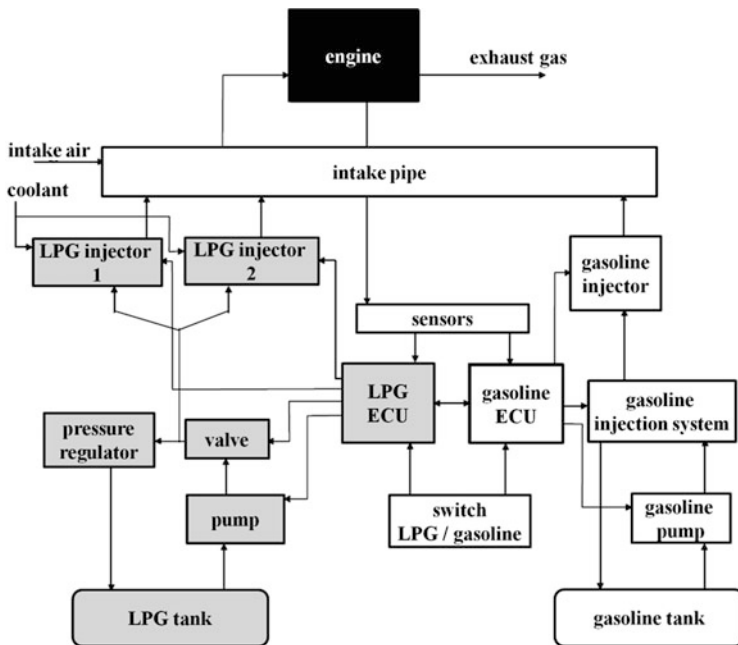 engine
exhaust gas
intake air
intake pipe
coolant
LPG injector
1
LPG injector
2
gasoline
injector
sensors
LPG
ECU
gasoline
ECU
gasoline
injection system
pressure
regulator
valve
pump
switch
LPG / gasoline
gasoline
pump
LPG tank
gasoline tank